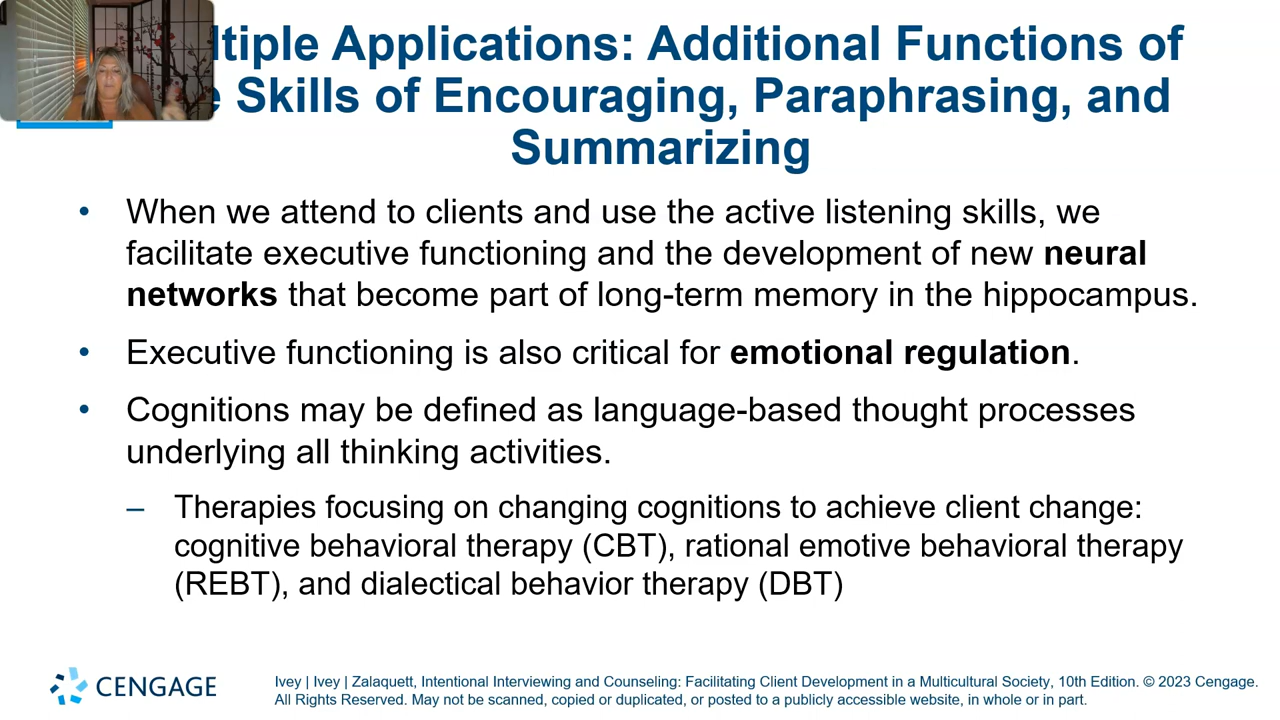 ltiple Applications: Additional Functions of
e Skills of Encouraging, Paraphrasing, and
Summarizing
• When we attend to clients and use the active listening skills, we
facilitate executive functioning and the development of new neural
networks that become part of long-term memory in the hippocampus.
• Executive functioning is also critical for emotional regulation.
• Cognitions may be defined as language-based thought processes
underlying all thinking activities.
– Therapies focusing on changing cognitions to achieve client change:
cognitive behavioral therapy (CBT), rational emotive behavioral therapy
(REBT), and dialectical behavior therapy (DBT)
CENGAGE
Ivey | Ivey | Zalaquett, Intentional Interviewing and Counseling: Facilitating Client Development in a Multicultural Society, 10th Edition. © 2023 Cengage.
All Rights Reserved. May not be scanned, copied or duplicated, or posted to a publicly accessible website, in whole or in part.